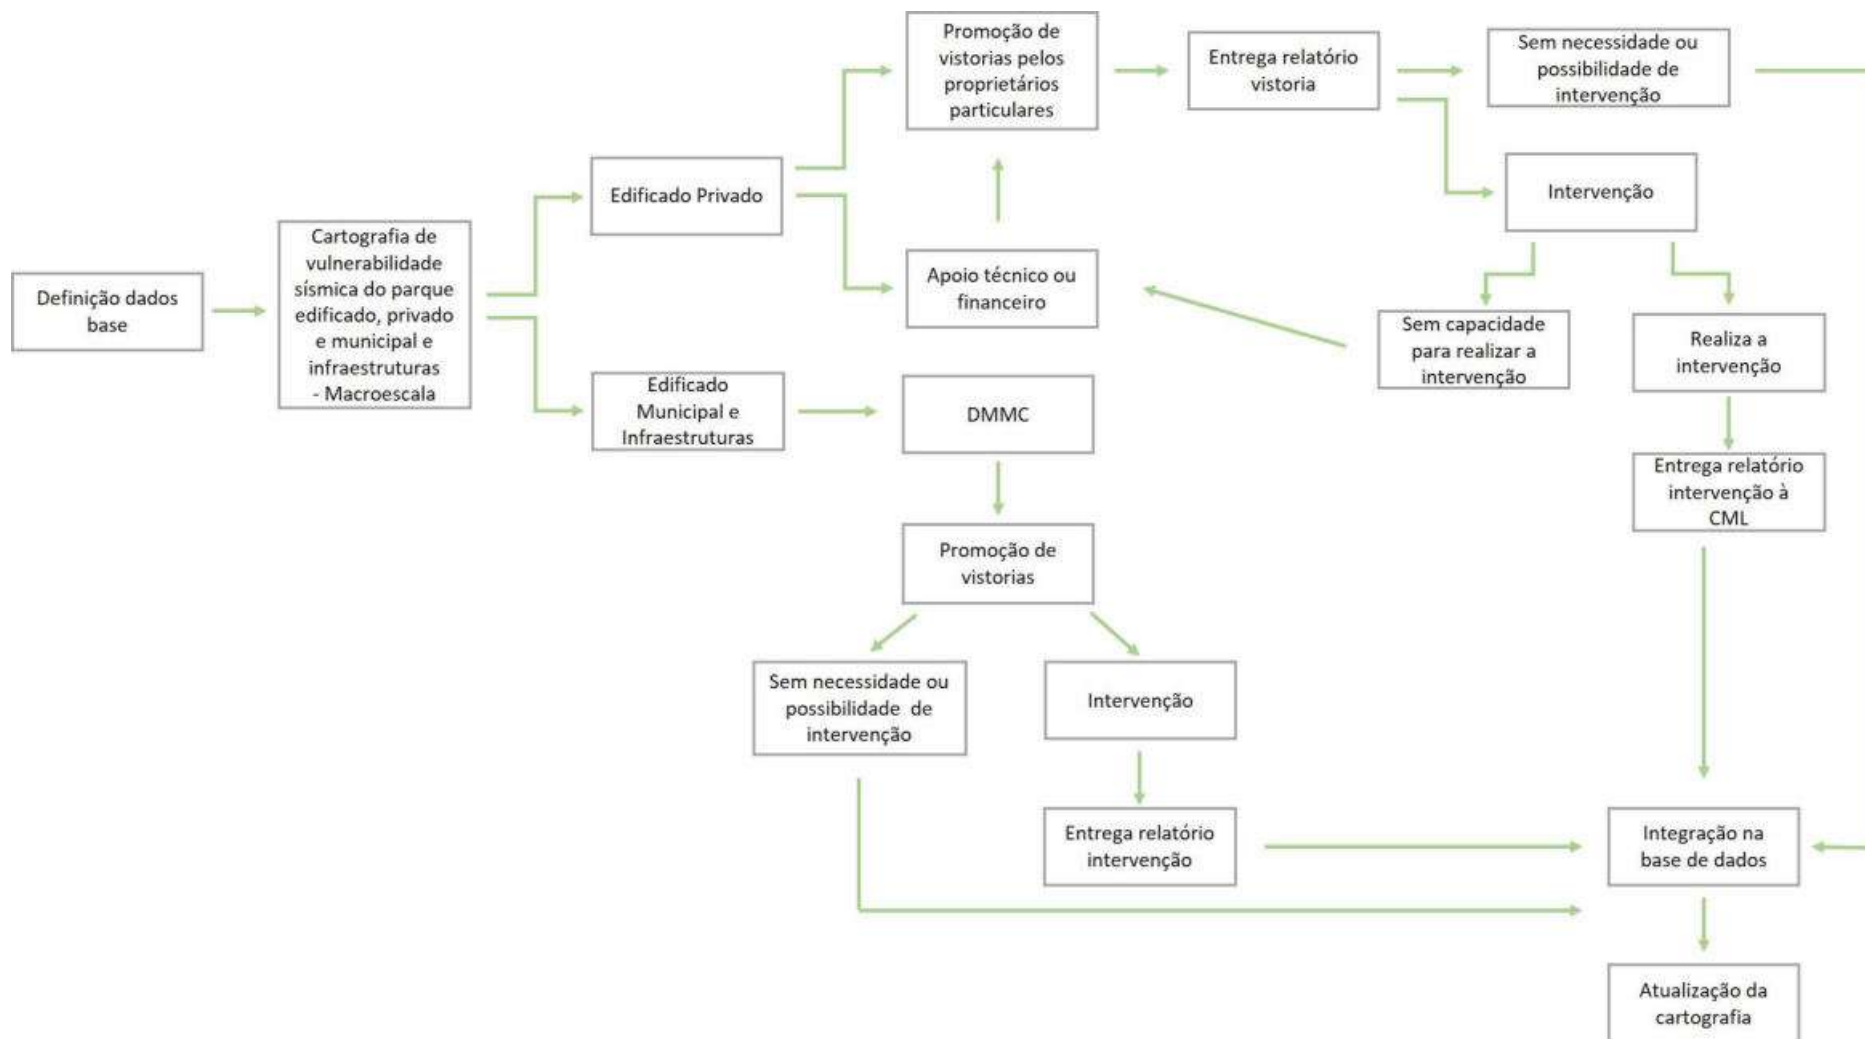 Definição dados
base
Cartografia de
vulnerabilidade
sísmica do parque
edificado, privado
e municipal e
infraestruturas
- Macroescala
Edificado Privado
Edificado
Municipal e
Infraestruturas
Promoção de
vistorias pelos
proprietários
particulares
Apoio técnico ou
financeiro
DMMC
Promoção de
vistorias
Sem necessidade ou
possibilidade de
intervenção
Intervenção
Entrega relatório
intervenção
Entrega relatório
vistoria
Sem necessidade ou
possibilidade de
intervenção
Intervenção
Sem capacidade
para realizar a
intervenção
Realiza a
intervenção
Entrega relatório
intervenção à
CML
Integração na
base de dados
Atualização da
cartografia